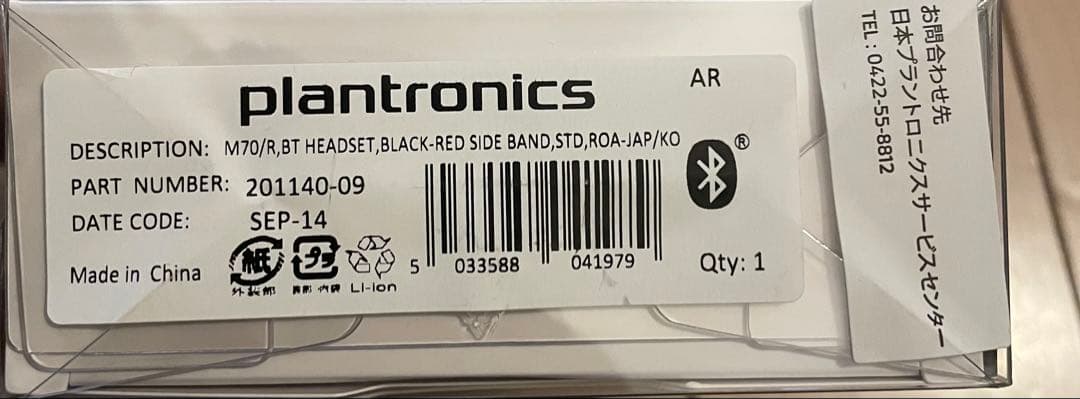 plantronics
AR
DESCRIPTION: M70/R,BT HEADSET,BLACK-RED SIDE BAND,STD,ROA-JAP/KO
PART NUMBER: 201140-09
DATE CODE: SEP-14
Made in China
紙
外装部
プラ
Li-ion
5 033588 041979
®
Qty: 1
お問合わせ先
日本プラントロニクスサービスセンター
TEL : 0422-55-8812